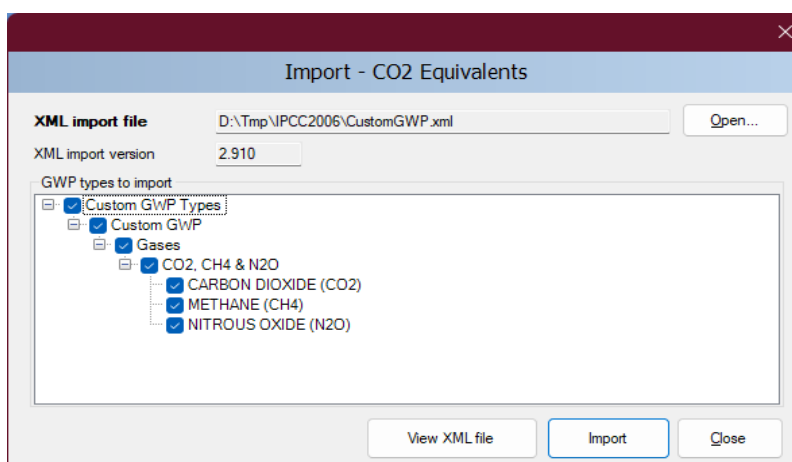 Import - CO2 Equivalents
XML import file D:\Tmp\IPCC2006\CustomGWP.xml Open...
XML import version 2.910
GWP types to import
Custom GWP Types
Custom GWP
Gases
CO2, CH4 & N2O
CARBON DIOXIDE (CO2)
METHANE (CH4)
NITROUS OXIDE (N2O)
View XML file Import Close